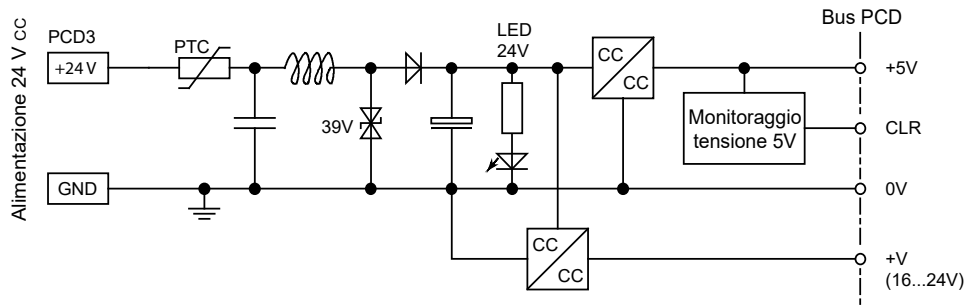 Alimentazione 24 V CC
PCD3
+24 V
PTC
39V
LED
24V
CC
CC
Bus PCD
+5V
Monitoraggio
tensione 5V
CLR
GND
0V
CC
CC
+V
(16...24V)